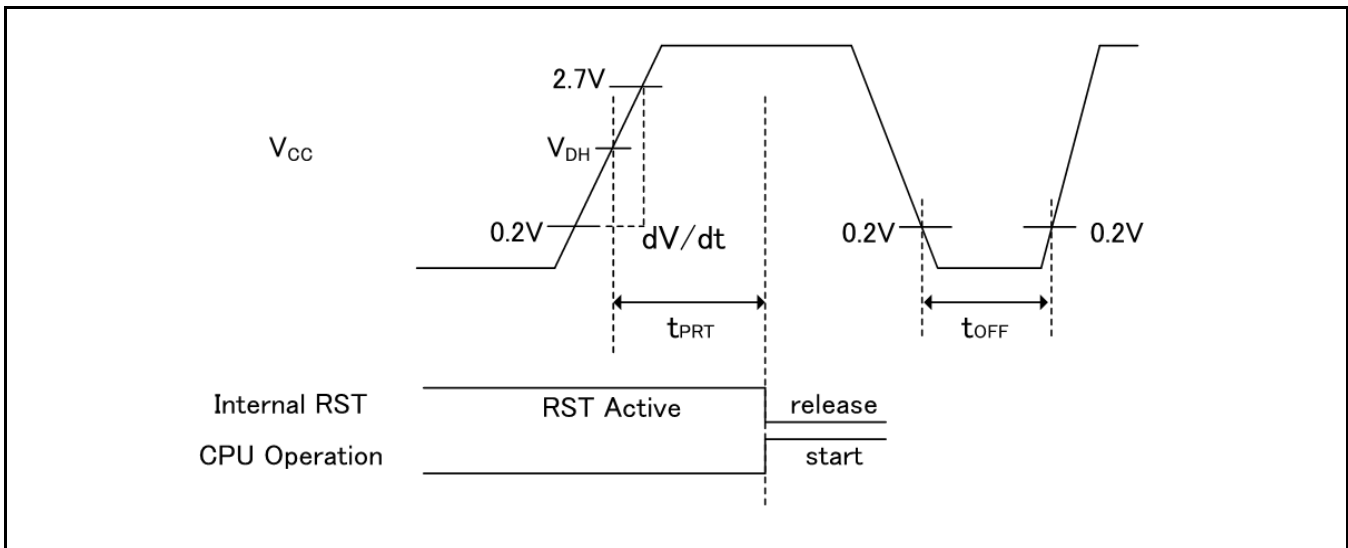 2.7V
VCC
VDH
0.2V
dV/dt
0.2V
0.2V
tPRT
tOFF
Internal RST
RST Active
release
CPU Operation
start